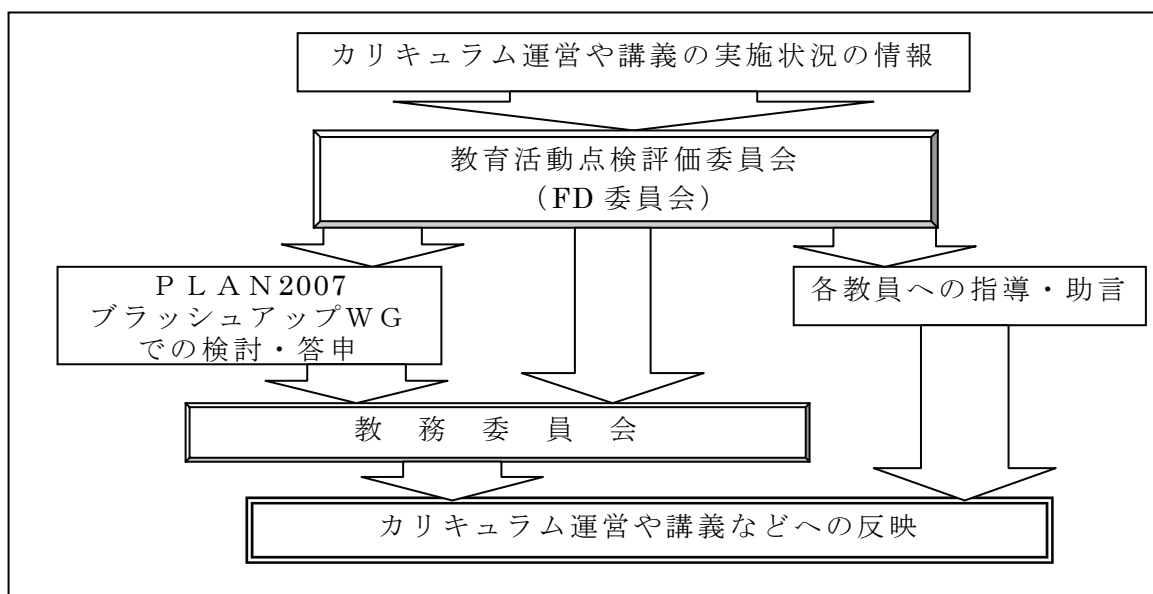 カリキュラム運営や講義の実施状況の情報
教育活動点検評価委員会
(FD 委員会)
PLAN2007
ブラッシュアップWG
での検討・答申
各教員への指導・助言
教 務 委 員 会
カリキュラム運営や講義などへの反映